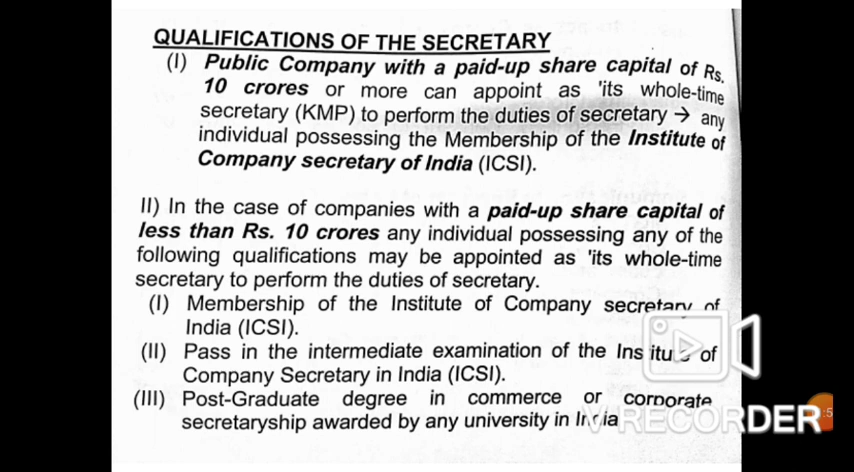 QUALIFICATIONS OF THE SECRETARY
(I) Public Company with a paid-up share capital of Rs.
10 crores or more can appoint as 'its whole-time
secretary (KMP) to perform the duties of secretary → any
individual possessing the Membership of the Institute of
Company secretary of India (ICSI).
II) In the case of companies with a paid-up share capital of
less than Rs. 10 crores any individual possessing any of the
following qualifications may be appointed as 'its whole-time
secretary to perform the duties of secretary.
(I) Membership of the Institute of Company secretary of
India (ICSI).
(II) Pass in the intermediate examination of the Institute of
Company Secretary in India (ICSI).
(III) Post-Graduate degree in commerce or corporate
secretaryship awarded by any university in India
V RECORDER
:5